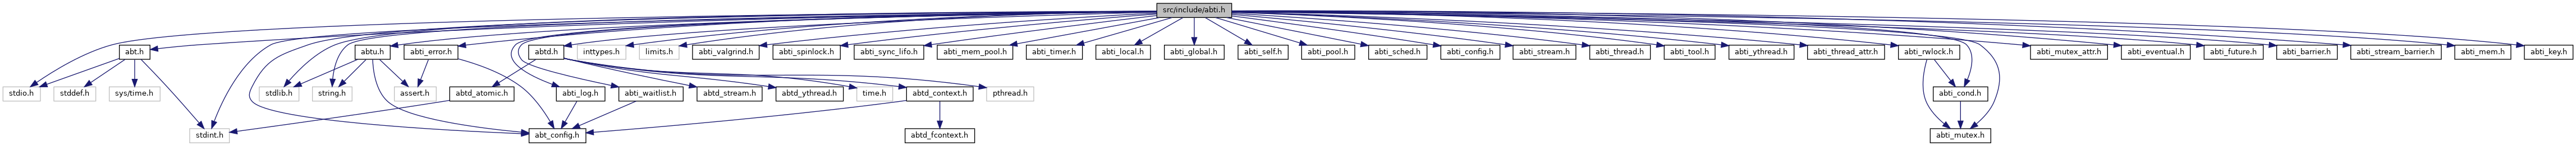 src/include/abti.h
abt.h
abtu.h
abti_error.h
abtd.h
inttypes.h
limits.h
abti_valgrind.h
abti_spinlock.h
abti_sync_lifo.h
abti_mem_pool.h
abti_timer.h
abti_local.h
abti_global.h
abti_self.h
abti_pool.h
abti_sched.h
abti_config.h
abti_stream.h
abti_thread.h
abti_tool.h
abti_ythread.h
abti_thread_attr.h
abti_rwlock.h
abti_mutex_attr.h
abti_eventual.h
abti_future.h
abti_barrier.h
abti_stream_barrier.h
abti_mem.h
abti_key.h
stdio.h
stddef.h
sys/time.h
stdlib.h
string.h
assert.h
abtd_atomic.h
abti_log.h
abti_waitlist.h
abtd_stream.h
abtd_ythread.h
time.h
abtd_context.h
pthread.h
abti_cond.h
stdint.h
abt_config.h
abtd_fcontext.h
abti_mutex.h